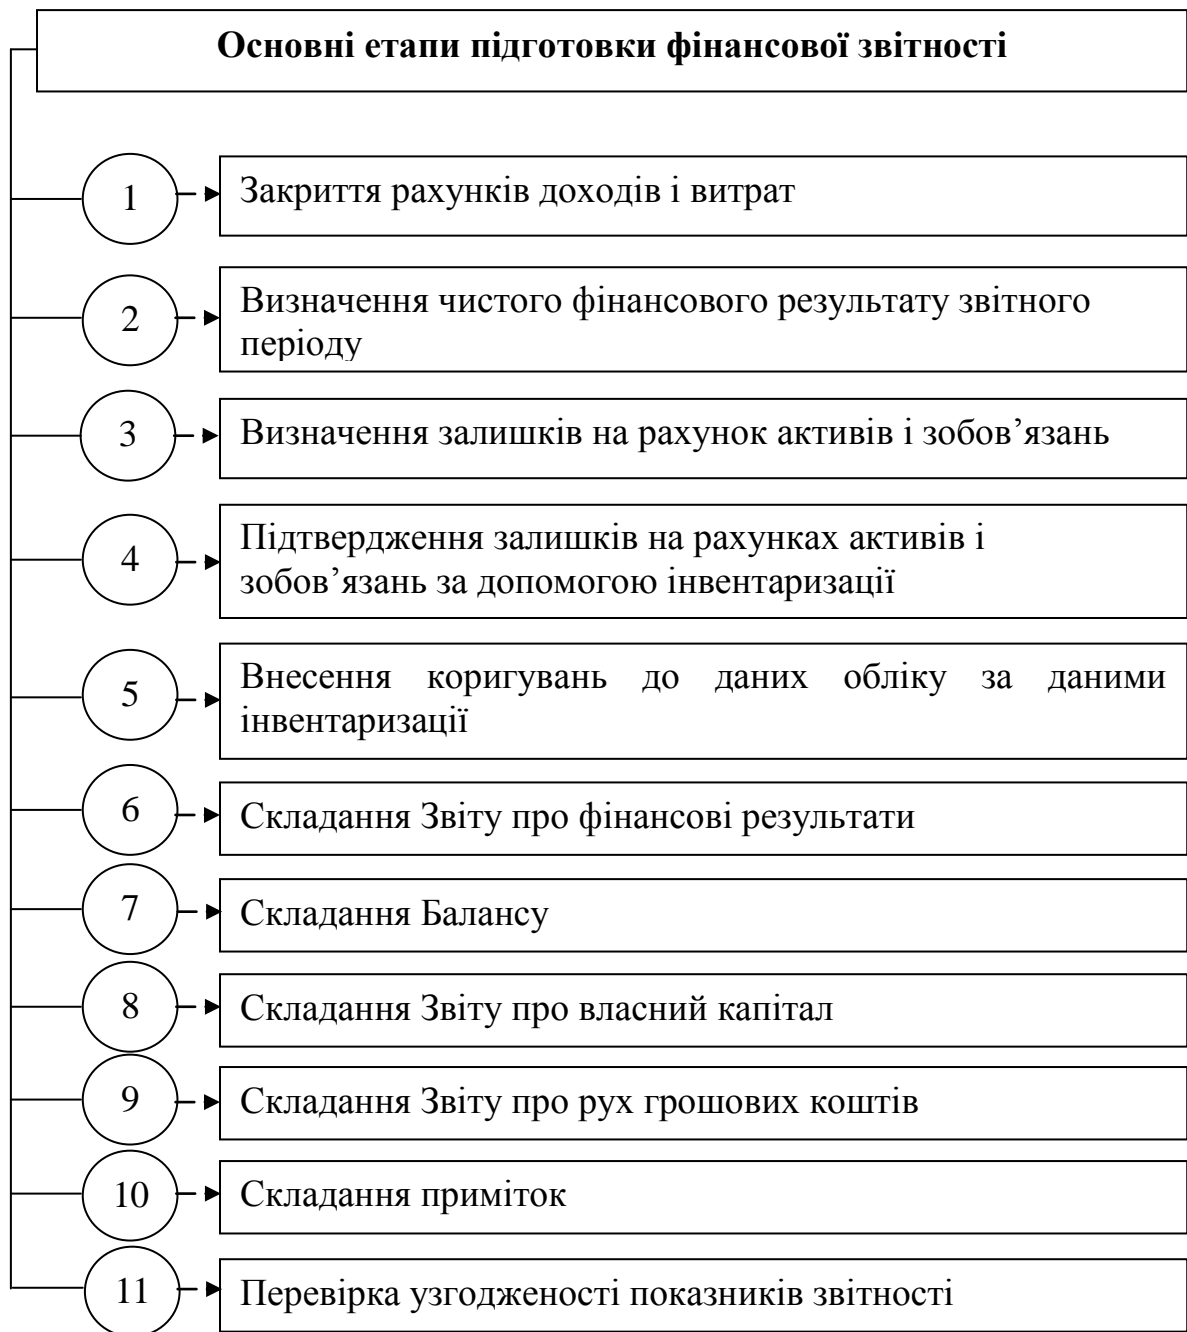 Основні етапи підготовки фінансової звітності
1
Закриття рахунків доходів і витрат
2
Визначення чистого фінансового результату звітного
періоду
3
Визначення залишків на рахунок активів і зобов’язань
4
Підтвердження залишків на рахунках активів і
зобов’язань за допомогою інвентаризації
5
Внесення коригувань до даних обліку за даними
інвентаризації
6
Складання Звіту про фінансові результати
7
Складання Балансу
8
Складання Звіту про власний капітал
9
Складання Звіту про рух грошових коштів
10
Складання приміток
11
Перевірка узгодженості показників звітності